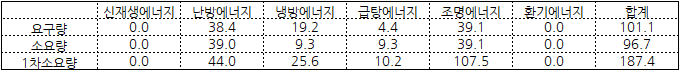 신재생에너지 난방에너지 냉방에너지 급탕에너지 조명에너지 환기에너지 합계
요구량 0.0 38.4 19.2 4.4 39.1 0.0 101.1
소요량 0.0 39.0 9.3 9.3 39.1 0.0 96.7
1차소요량 0.0 44.0 25.6 10.2 107.5 0.0 187.4